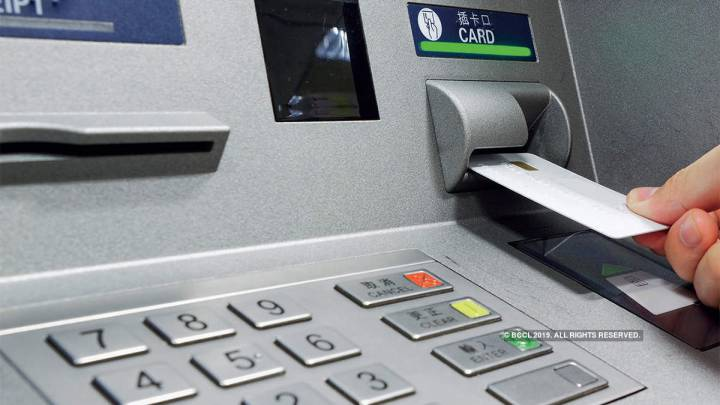 EIPT
插卡口
CARD
取消
CANCEL
更正
CLEAR
輸入
ENTER
7
8
9
4
5
6
2
3
© BCCL 2019. ALL RIGHTS RESERVED.